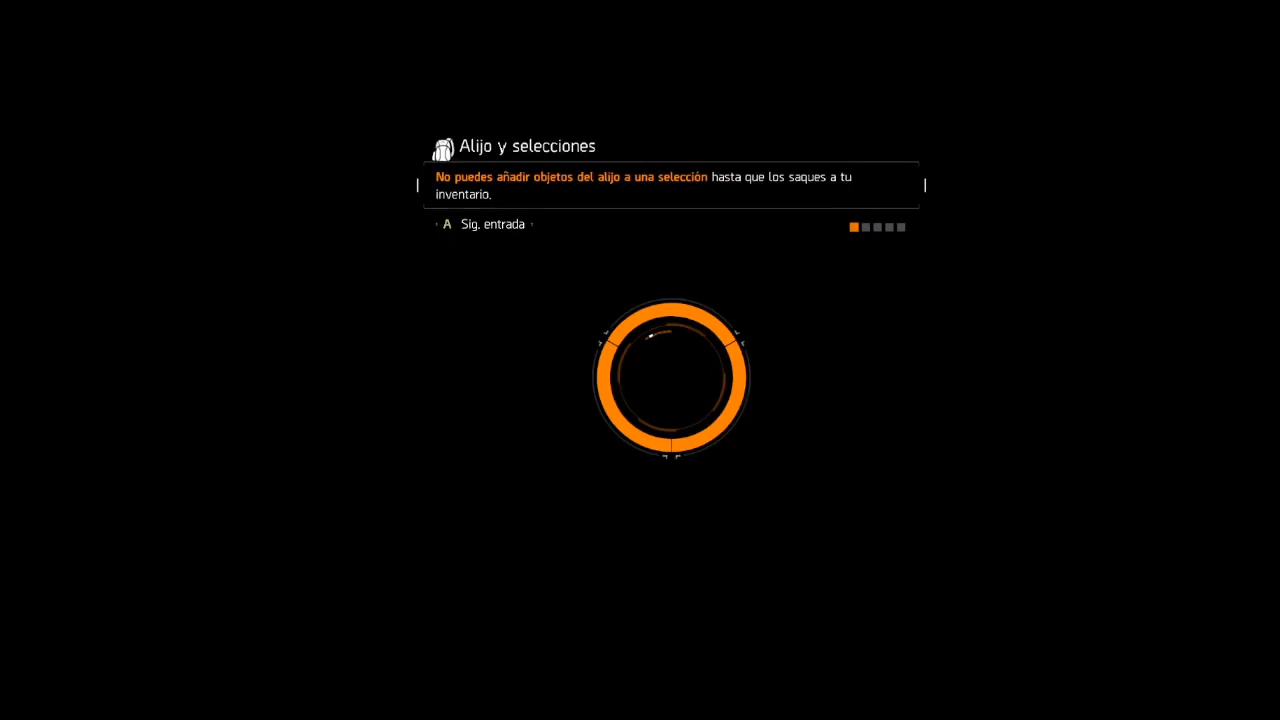 Alijo y selecciones
No puedes añadir objetos del alijo a una selección hasta que los saques a tu
inventario.
A Sig. entrada